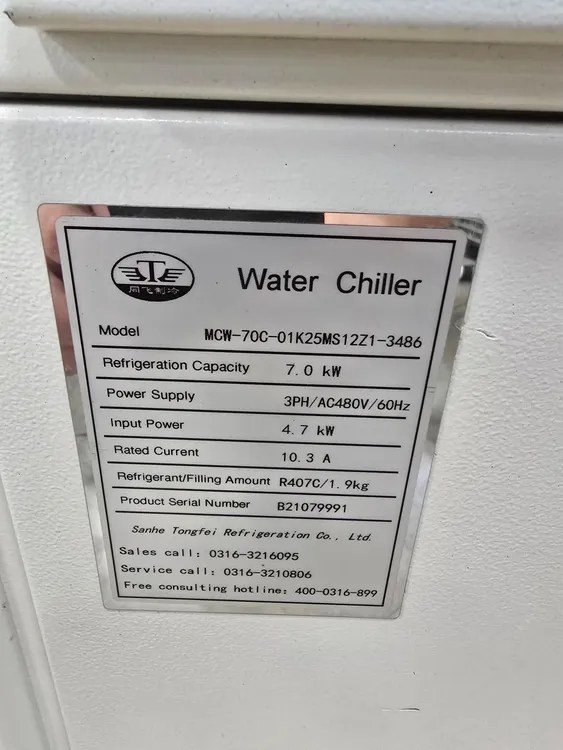 同飞制冷
Water Chiller
Model MCW-70C-01K25MS12Z1-3486
Refrigeration Capacity 7.0 kW
Power Supply 3PH/AC480V/60Hz
Input Power 4.7 kW
Rated Current 10.3 A
Refrigerant/Filling Amount R407C/1.9kg
Product Serial Number B21079991
Sanhe Tongfei Refrigeration Co., Ltd.
Sales call: 0316-3216095
Service call: 0316-3210806
Free consulting hotline: 400-0316-899